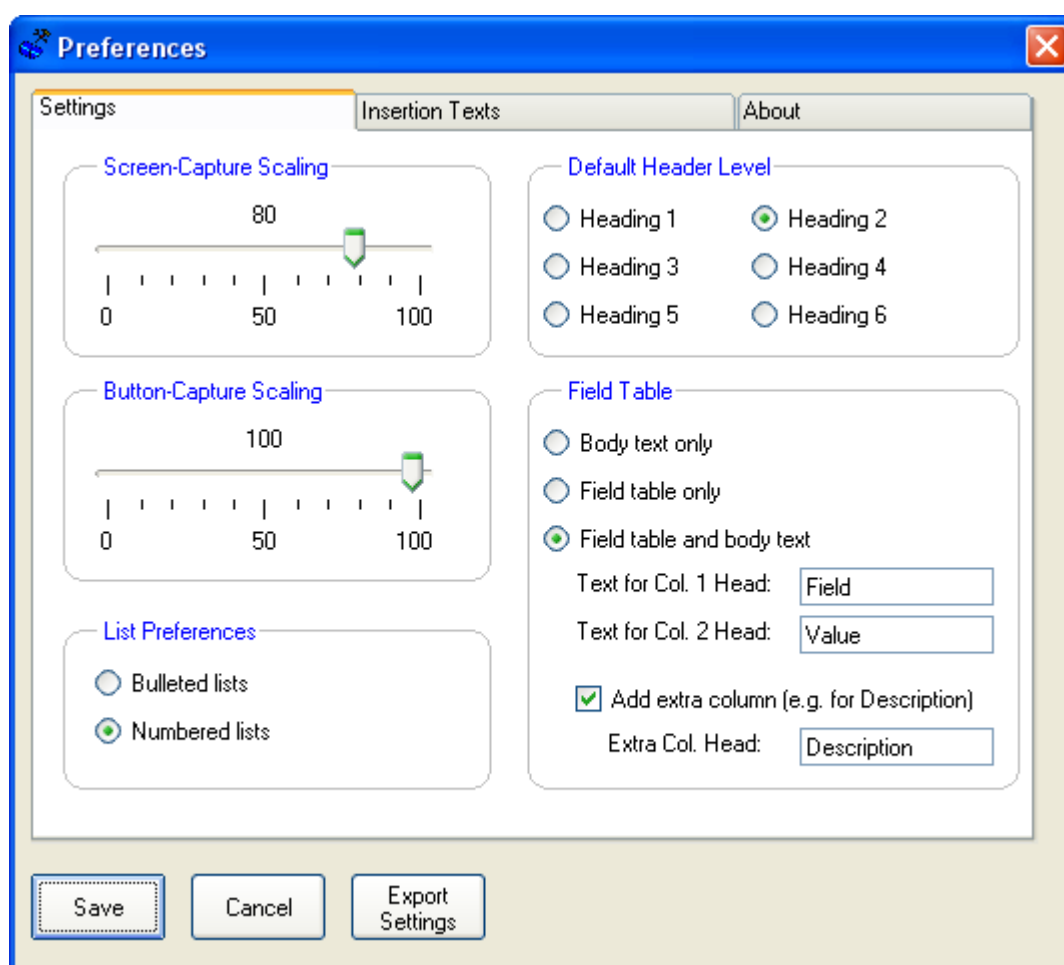 Preferences
Settings
Insertion Texts
About
Screen-Capture Scaling
80
0 50 100
Button-Capture Scaling
100
0 50 100
List Preferences
Bulleted lists
Numbered lists
Default Header Level
Heading 1 Heading 2
Heading 3 Heading 4
Heading 5 Heading 6
Field Table
Body text only
Field table only
Field table and body text
Text for Col. 1 Head: Field
Text for Col. 2 Head: Value
Add extra column (e.g. for Description)
Extra Col. Head: Description
Save
Cancel
Export
Settings